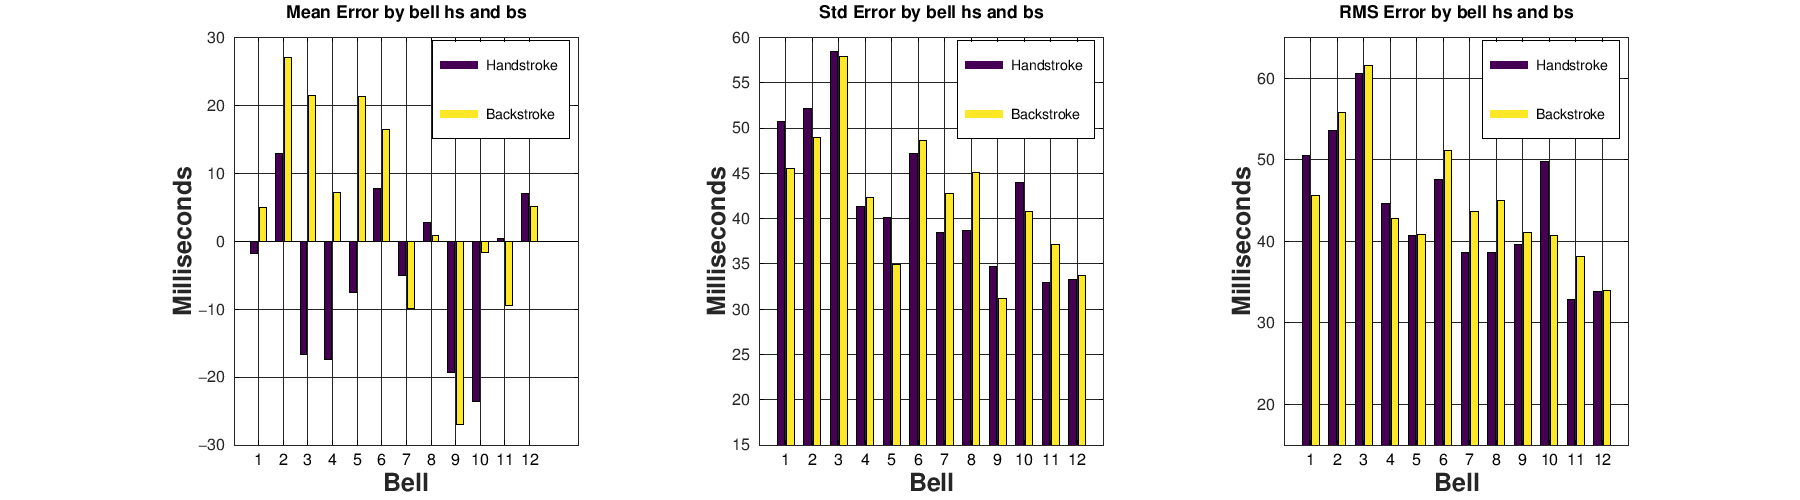 Mean Error by bell hs and bs
30
20
10
0
−10
−20
−30
Milliseconds
1 2 3 4 5 6 7 8 9 10 11 12
Bell
Handstroke
Backstroke
Std Error by bell hs and bs
60
55
50
45
40
35
30
25
20
15
Milliseconds
1 2 3 4 5 6 7 8 9 10 11 12
Bell
Handstroke
Backstroke
RMS Error by bell hs and bs
60
50
40
30
20
Milliseconds
1 2 3 4 5 6 7 8 9 10 11 12
Bell
Handstroke
Backstroke